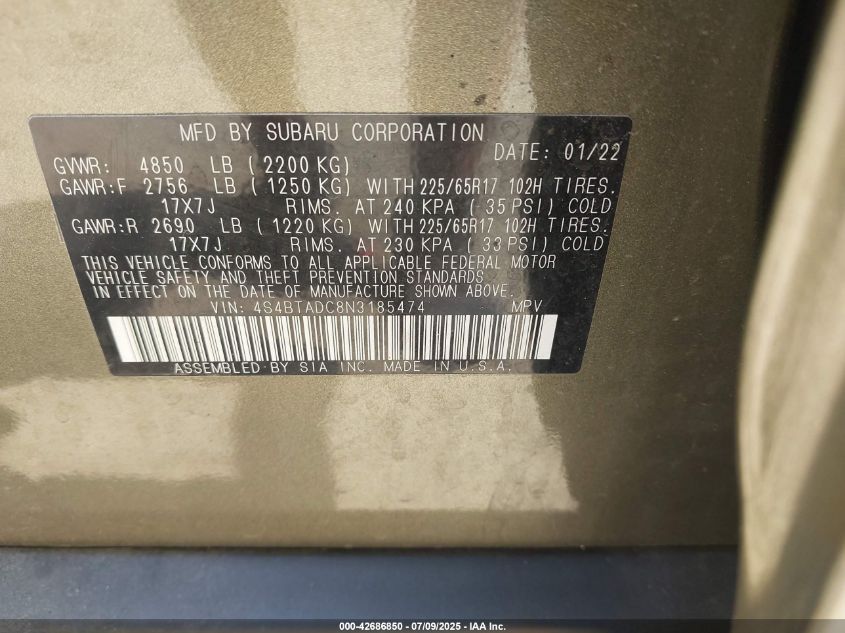 MFD BY SUBARU CORPORATION
DATE: 01/22
GVWR: 4850 LB ( 2200 KG)
GAWR:F 2756 LB ( 1250 KG) WITH 225/65R17 102H TIRES.
17X7J RIMS. AT 240 KPA ( 35 PSI) COLD
GAWR:R 2690 LB ( 1220 KG) WITH 225/65R17 102H TIRES.
17X7J RIMS. AT 230 KPA ( 33 PSI) COLD
THIS VEHICLE CONFORMS TO ALL APPLICABLE FEDERAL MOTOR
VEHICLE SAFETY AND THEFT PREVENTION STANDARDS
IN EFFECT ON THE DATE OF MANUFACTURE SHOWN ABOVE.
VIN: 4S4BTADC8N3185474 MPV
ASSEMBLED BY SIA INC. MADE IN U.S.A.
000-42686850 - 07/09/2025 - IAA Inc.